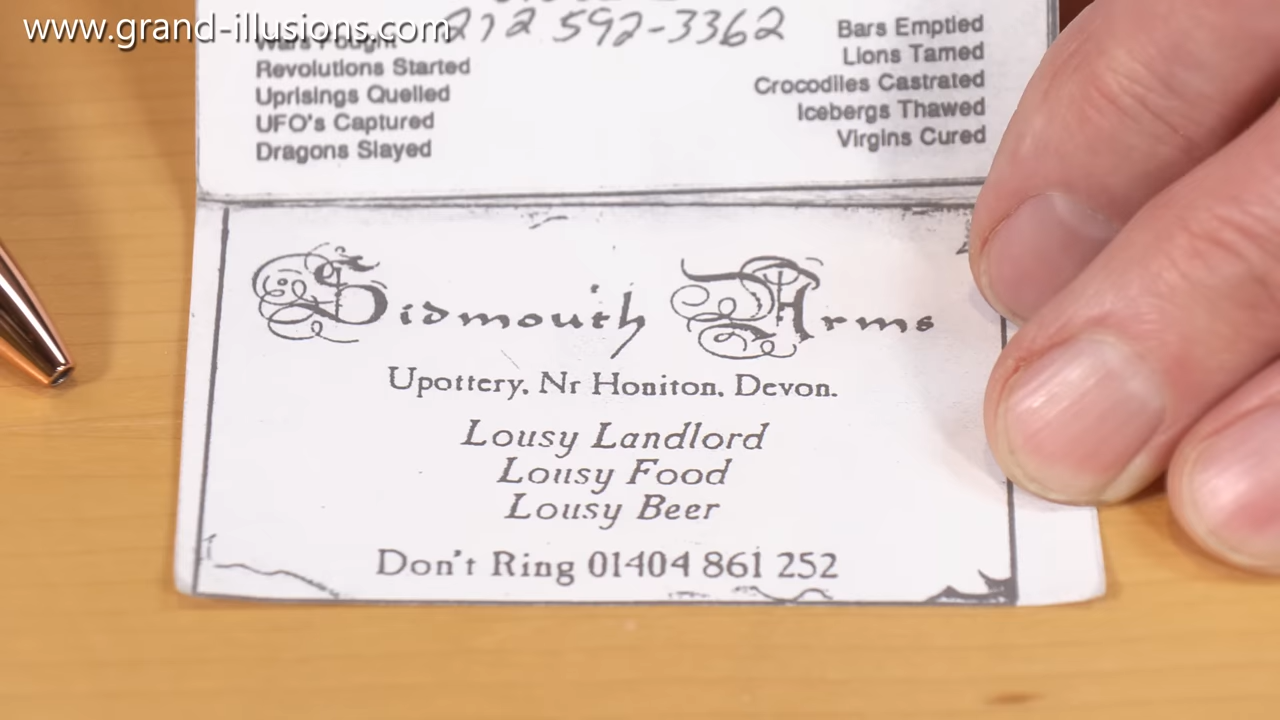 www.grand-illusions.com
212 592-3362
Wars Fought
Revolutions Started
Uprisings Quelled
UFO's Captured
Dragons Slayed
Bars Emptied
Lions Tamed
Crocodiles Castrated
Icebergs Thawed
Virgins Cured
Sidmouth Arms
Upottery, Nr Honiton, Devon.
Lousy Landlord
Lousy Food
Lousy Beer
Don't Ring 01404 861 252